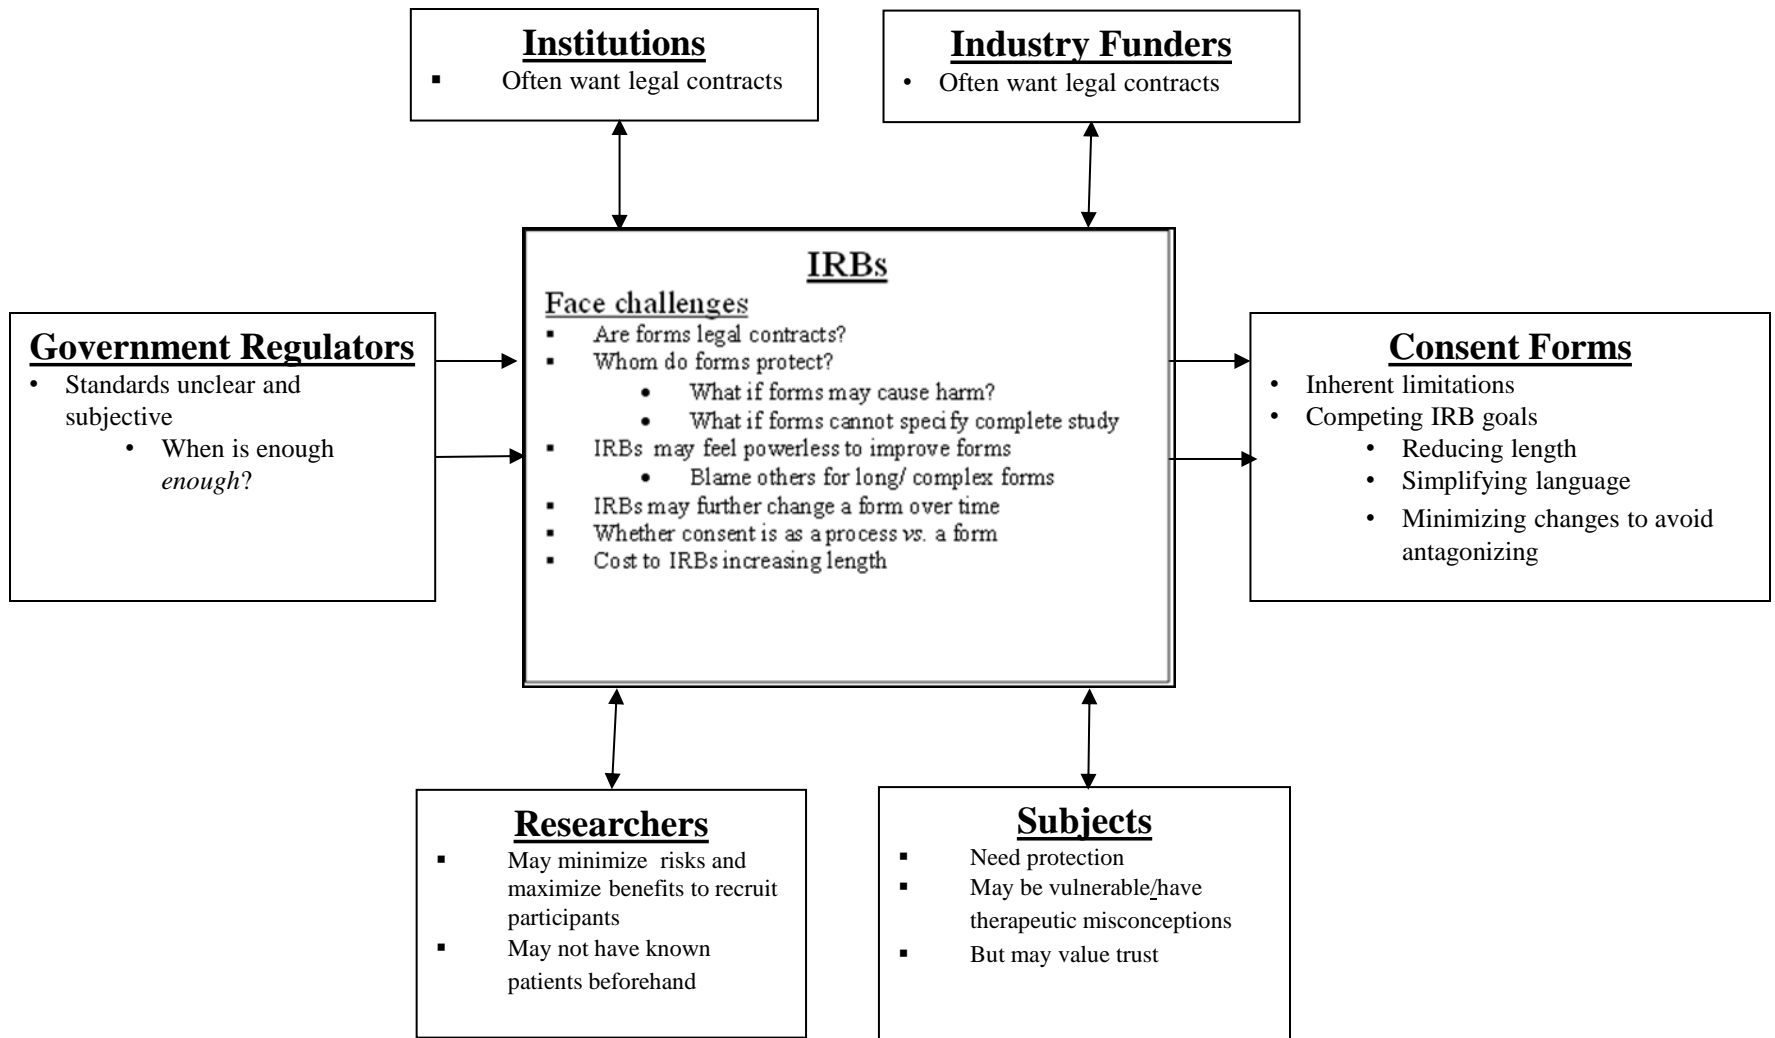 Institutions
▪ Often want legal contracts
Industry Funders
• Often want legal contracts
Government Regulators
• Standards unclear and
subjective
• When is enough
enough?
IRBs
Face challenges
▪ Are forms legal contracts?
▪ Whom do forms protect?
• What if forms may cause harm?
• What if forms cannot specify complete study
▪ IRBs may feel powerless to improve forms
• Blame others for long/ complex forms
▪ IRBs may further change a form over time
▪ Whether consent is as a process vs. a form
▪ Cost to IRBs increasing length
Consent Forms
• Inherent limitations
• Competing IRB goals
• Reducing length
• Simplifying language
• Minimizing changes to avoid
antagonizing
Researchers
▪ May minimize risks and
maximize benefits to recruit
participants
▪ May not have known
patients beforehand
Subjects
▪ Need protection
▪ May be vulnerable/have
therapeutic misconceptions
▪ But may value trust